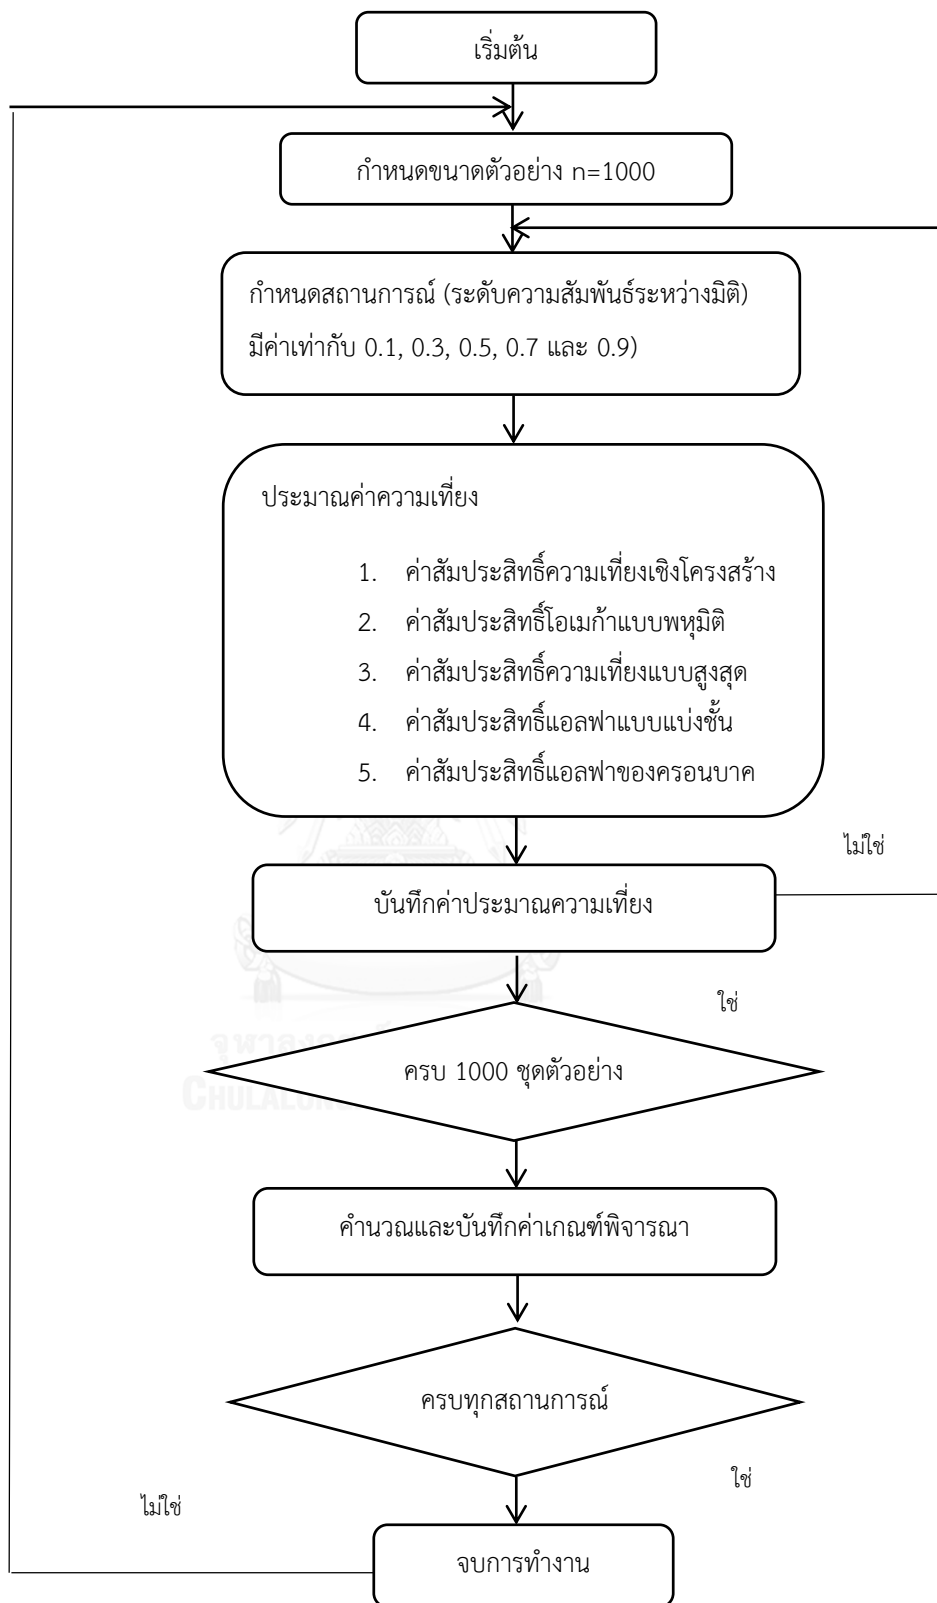 เริ่มต้น
กำหนดขนาดตัวอย่าง n=1000
กำหนดสถานการณ์ (ระดับความสัมพันธ์ระหว่างมิติ)
มีค่าเท่ากับ 0.1, 0.3, 0.5, 0.7 และ 0.9)
ประมาณค่าความเที่ยง
1. ค่าสัมประสิทธิ์ความเที่ยงเชิงโครงสร้าง
2. ค่าสัมประสิทธิ์โอเมก้าแบบพหุมิติ
3. ค่าสัมประสิทธิ์ความเที่ยงแบบสูงสุด
4. ค่าสัมประสิทธิ์แอลฟาแบบแบ่งชั้น
5. ค่าสัมประสิทธิ์แอลฟาของครอนบาค
ไม่ใช่
บันทึกค่าประมาณความเที่ยง
ใช่
ครบ 1000 ชุดตัวอย่าง
คำนวณและบันทึกค่าเกณฑ์พิจารณา
ครบทุกสถานการณ์
ใช่
ไม่ใช่
จบการทำงาน